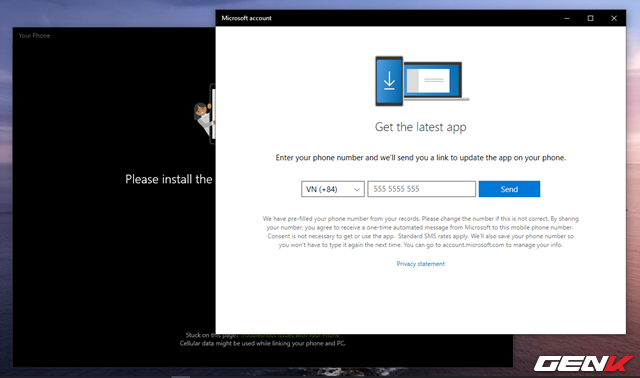 Microsoft account
Your Phone
Get the latest app
Please install the
Enter your phone number and we'll send you a link to update the app on your phone.
VN (+84)
555 5555 555
Send
We have pre-filled your phone number from your records. Please change the number if this is not correct. By sharing
your number, you agree to receive a one-time automated message from Microsoft to this mobile phone number.
Consent is not necessary to get or use the app. Standard SMS rates apply. We'll also save your phone number so
you won't have to type it again the next time. You can go to account.microsoft.com to manage your info.
Privacy statement
Stuck on this page? Troubleshoot issues with Your Phone
Cellular data might be used while linking your phone and PC.
GENK